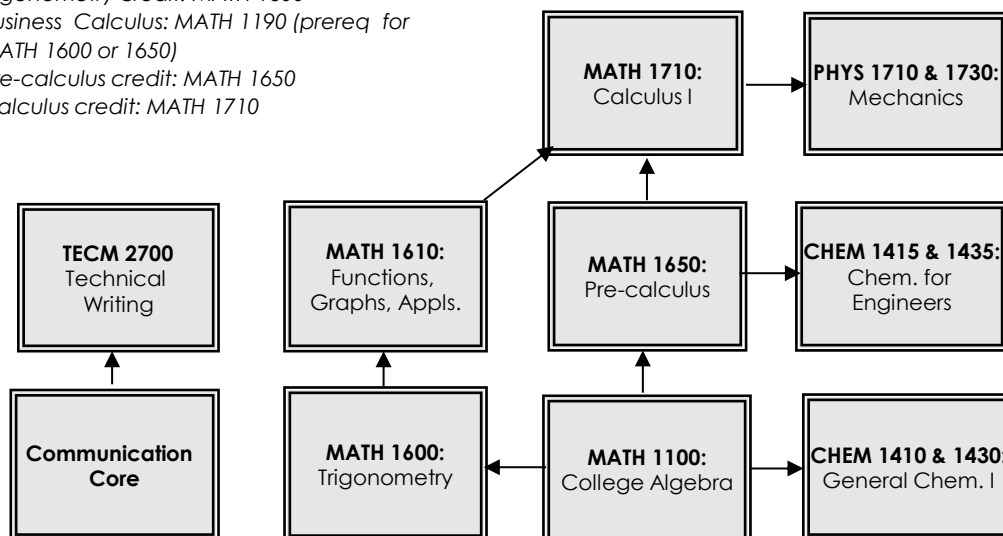 MATH 1600 or 1650)
usiness Calculus: MATH 1190 (prereq for
re-calculus credit: MATH 1650
alculus credit: MATH 1710
MATH 1710:
Calculus I
PHYS 1710 & 1730:
Mechanics
TECM 2700
Technical
Writing
MATH 1610:
Functions,
Graphs, Appls.
MATH 1650:
Pre-calculus
CHEM 1415 & 1435:
Chem. for
Engineers
Communication
Core
MATH 1600:
Trigonometry
MATH 1100:
College Algebra
CHEM 1410 & 1430:
General Chem. I